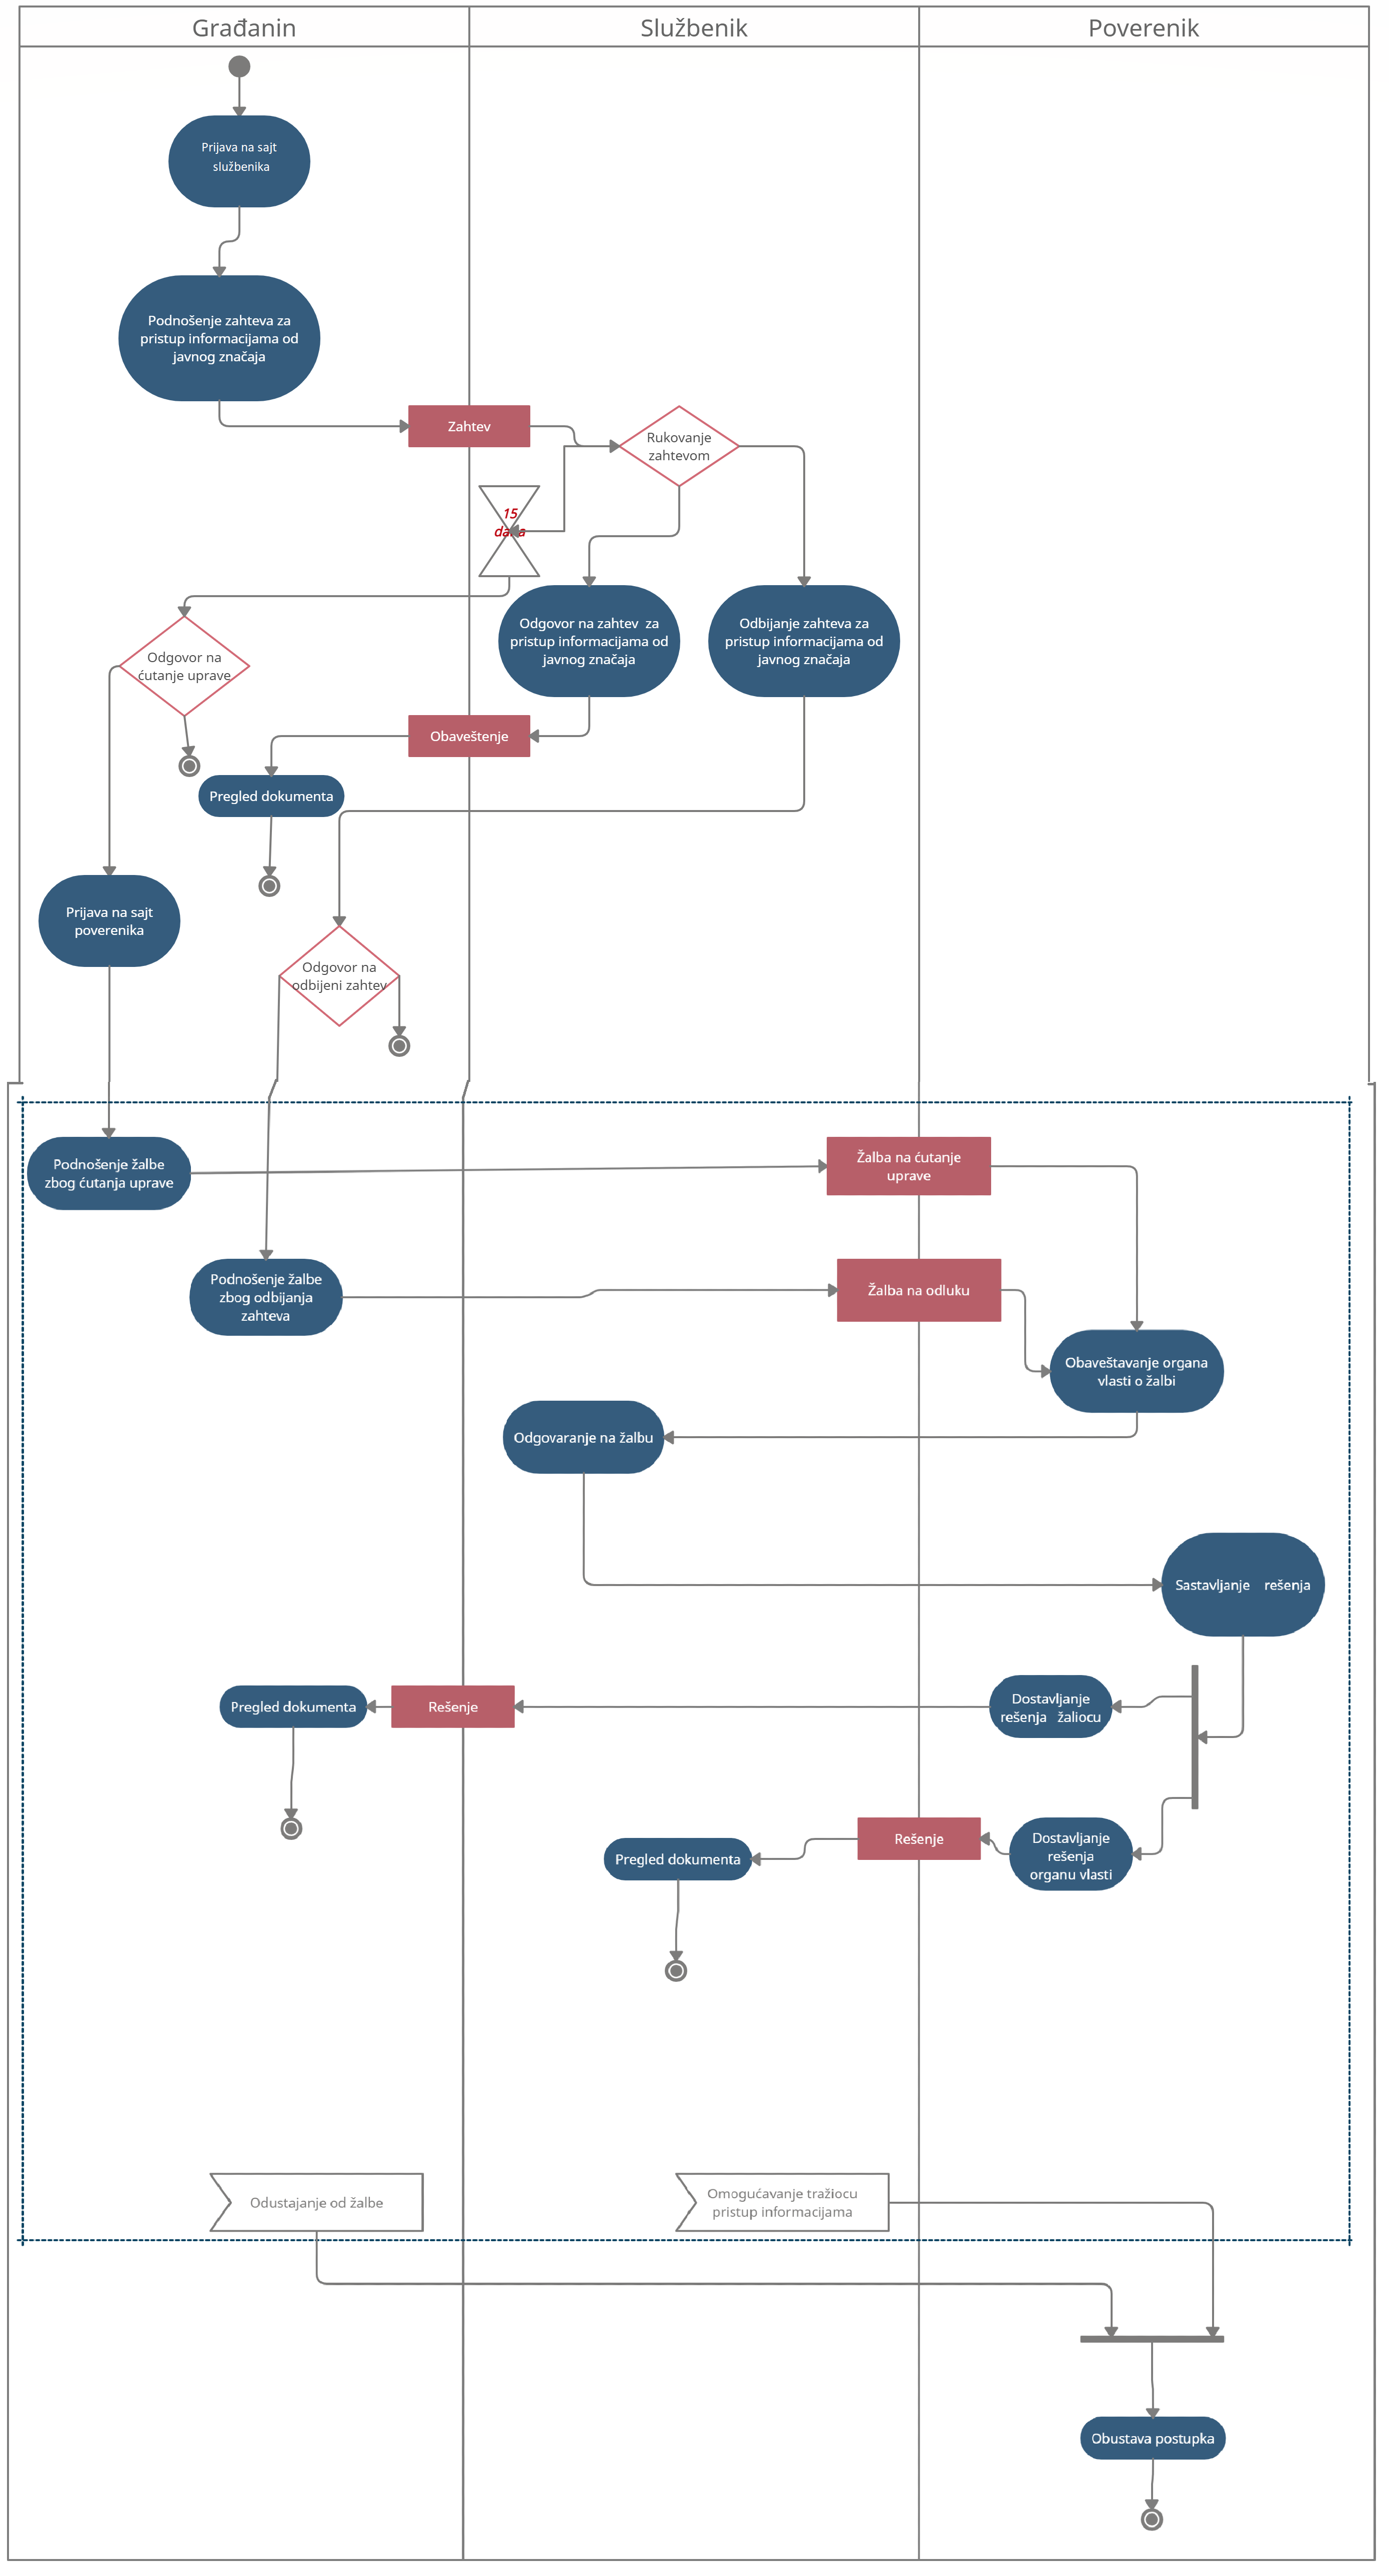 Građanin
Službenik
Poverenik
Prijava na sajt
službenika
Podnošenje zahteva za
pristup informacijama od
javnog značaja
Zahtev
Rukovanje
zahtevom
15
dana
Odgovor na zahtev za
pristup informacijama od
javnog značaja
Odbijanje zahteva za
pristup informacijama od
javnog značaja
Odgovor na
ćutanje uprave
Obaveštenje
Pregled dokumenta
Prijava na sajt
poverenika
Odgovor na
odbijeni zahtev
Podnošenje žalbe
zbog ćutanja uprave
Žalba na ćutanje
uprave
Podnošenje žalbe
zbog odbijanja
zahteva
Žalba na odluku
Obaveštavanje organa
vlasti o žalbi
Odgovaranje na žalbu
Sastavljanje rešenja
Pregled dokumenta
Rešenje
Dostavljanje
rešenja žaliocu
Pregled dokumenta
Rešenje
Dostavljanje
rešenja
organu vlasti
Odustajanje od žalbe
Omogućavanje tražiocu
pristup informacijama
Obustava postupka